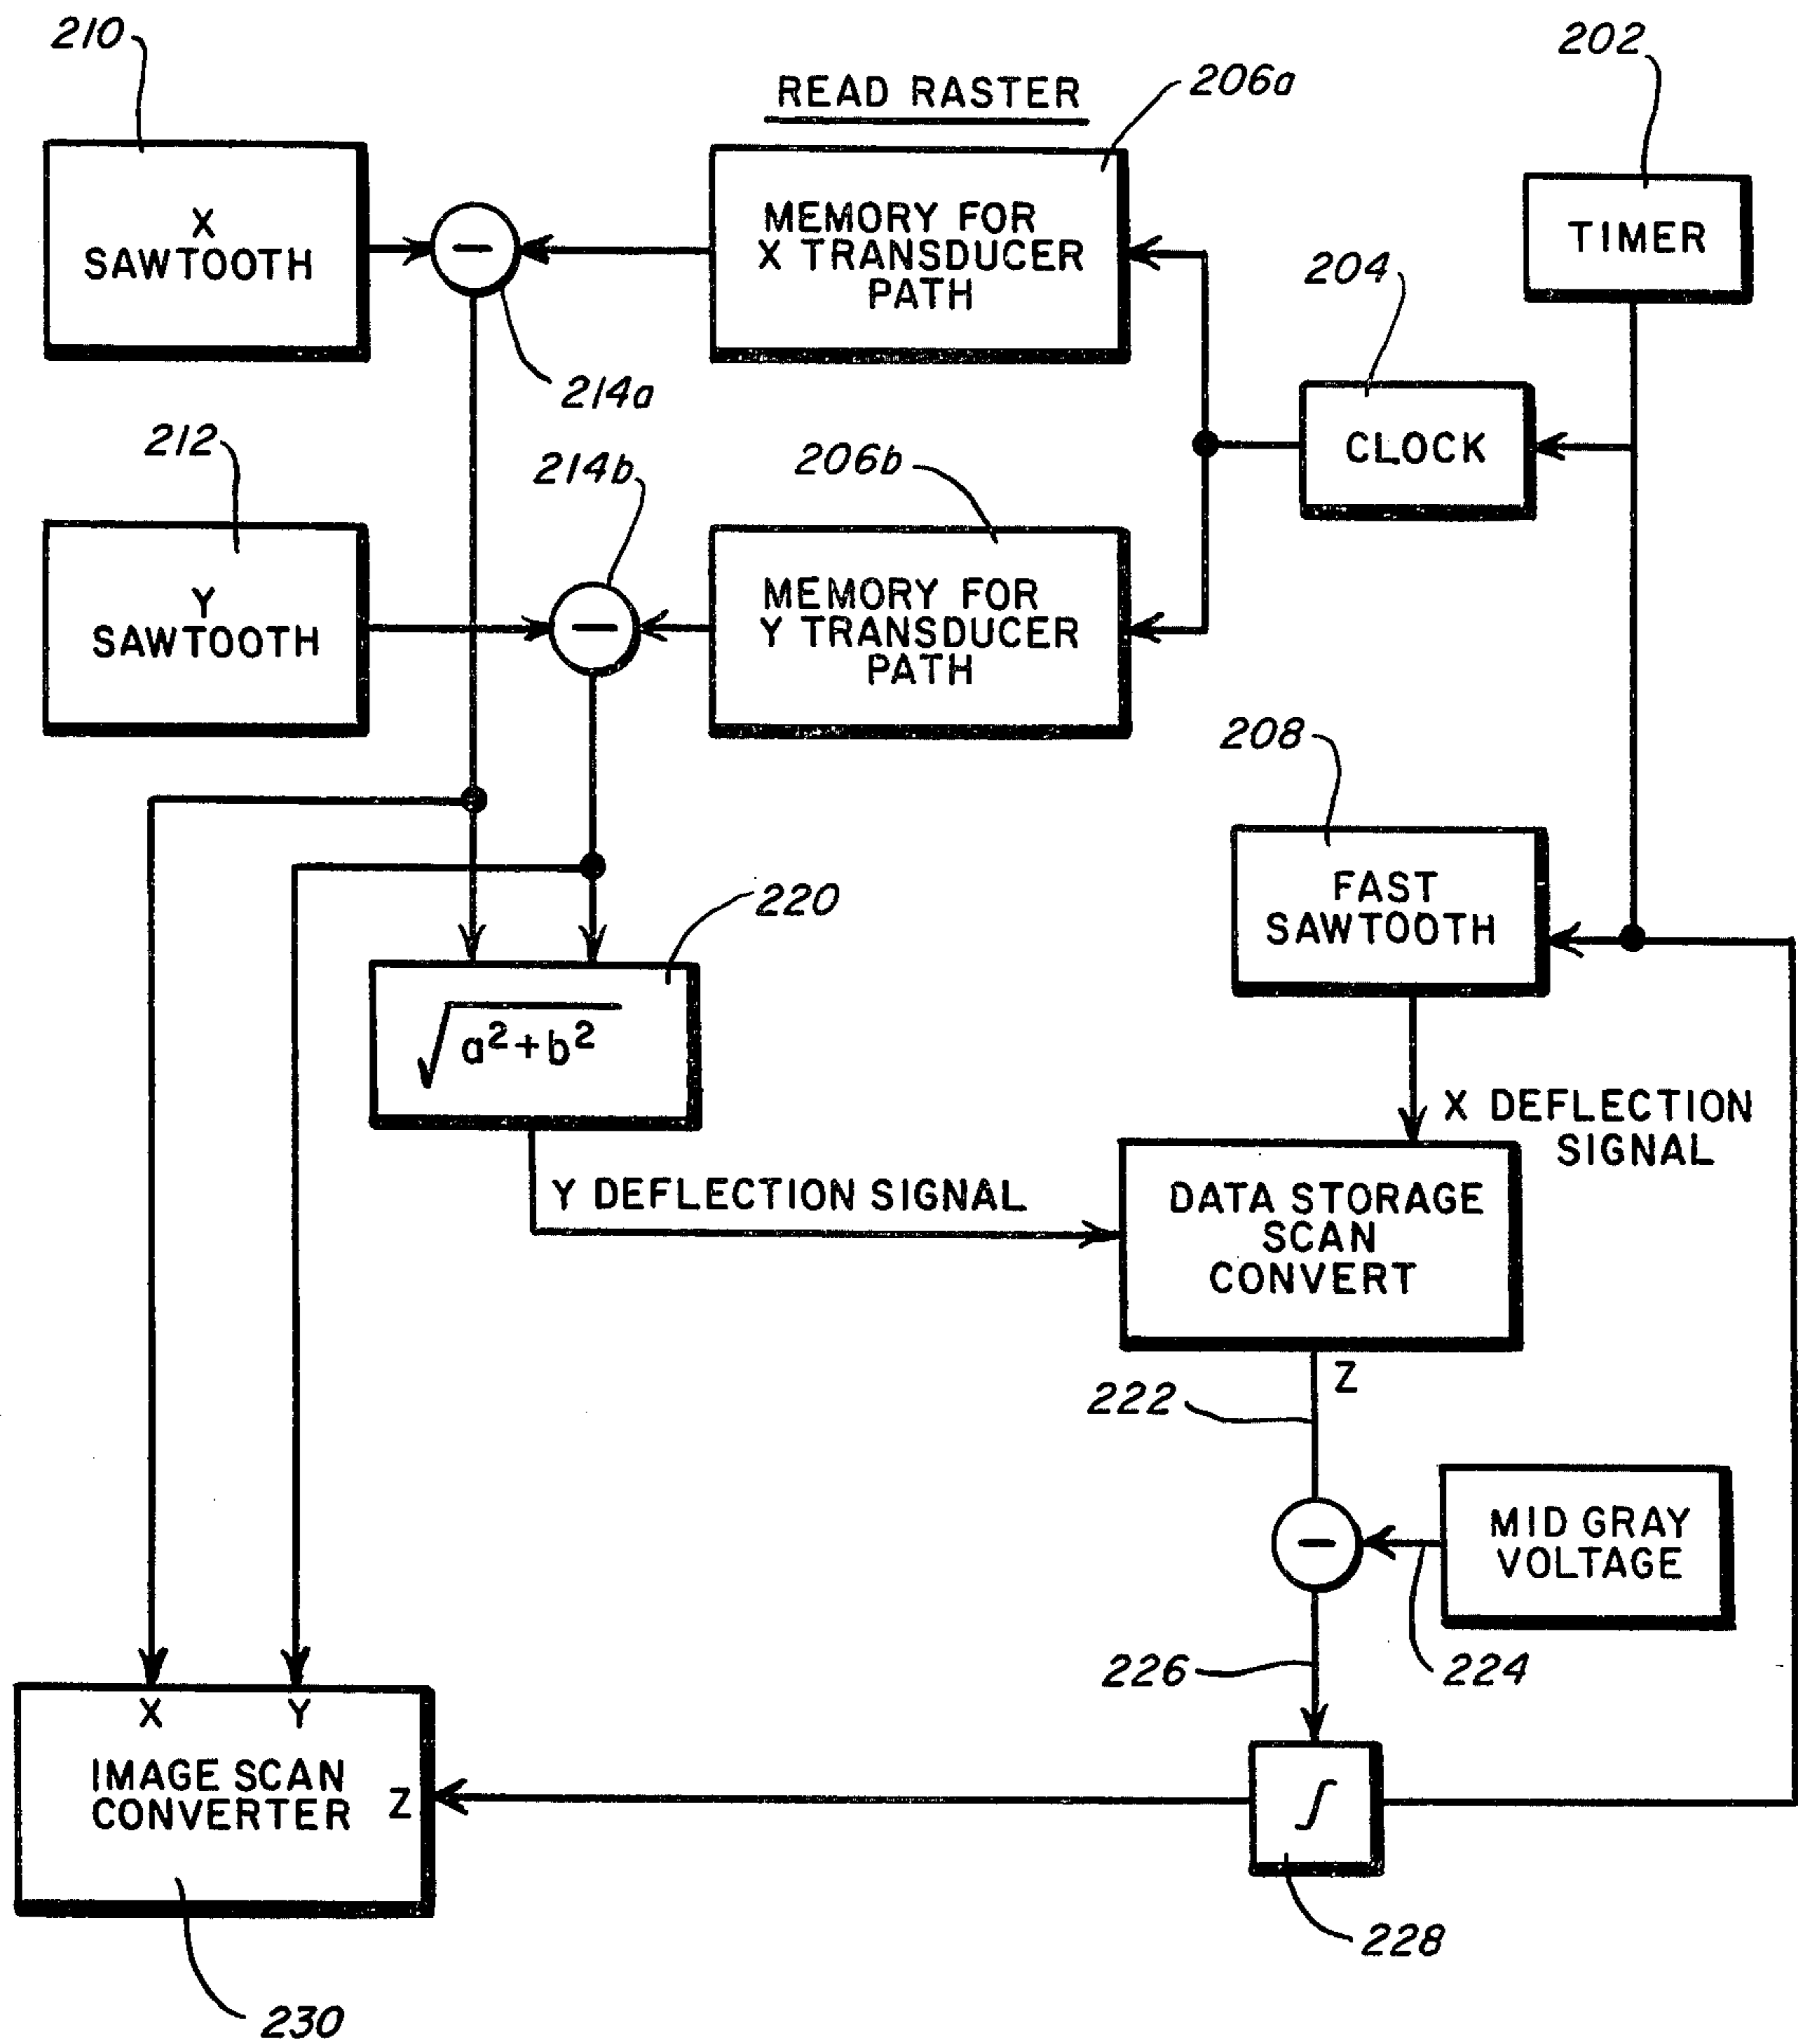 210
READ RASTER
206a
202
X
SAWTOOTH
−
MEMORY FOR
X TRANSDUCER
PATH
TIMER
204
214a
CLOCK
212
214b
206b
Y
SAWTOOTH
−
MEMORY FOR
Y TRANSDUCER
PATH
208
FAST
SAWTOOTH
220
√a²+b²
X DEFLECTION
SIGNAL
Y DEFLECTION SIGNAL
DATA STORAGE
SCAN
CONVERT
Z
222
−
MID GRAY
VOLTAGE
226
224
X Y
IMAGE SCAN
CONVERTER
Z
∫
228
230